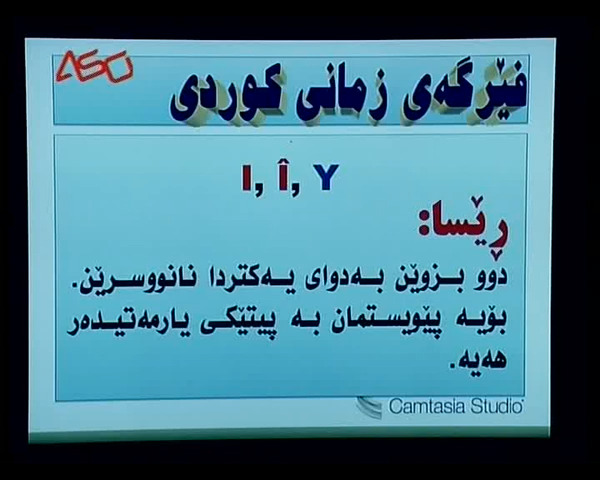 ASO
فێرگەی زمانی کوردی
I, Î, Y
ڕێسا:
دوو بزوێن بەدوای یەکتردا نانووسرێن.
بۆیە پێویستمان بە پیتێکی یارمەتیدەر
هەیە.
Camtasia Studio